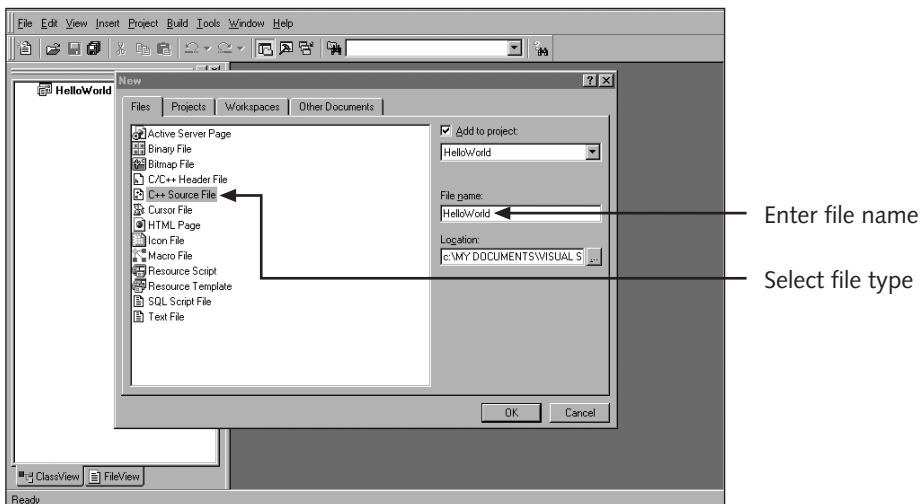 File Edit View Insert Project Build Tools Window Help
HelloWorld
New
Files Projects Workspaces Other Documents
Active Server Page
Binary File
Bitmap File
C/C++ Header File
C++ Source File
Cursor File
HTML Page
Icon File
Macro File
Resource Script
Resource Template
SQL Script File
Text File
Add to project:
HelloWorld
File name:
HelloWorld
Location:
c:\MY DOCUMENTS\VISUAL S
...
OK Cancel
Enter file name
Select file type
ClassView FileView
Ready